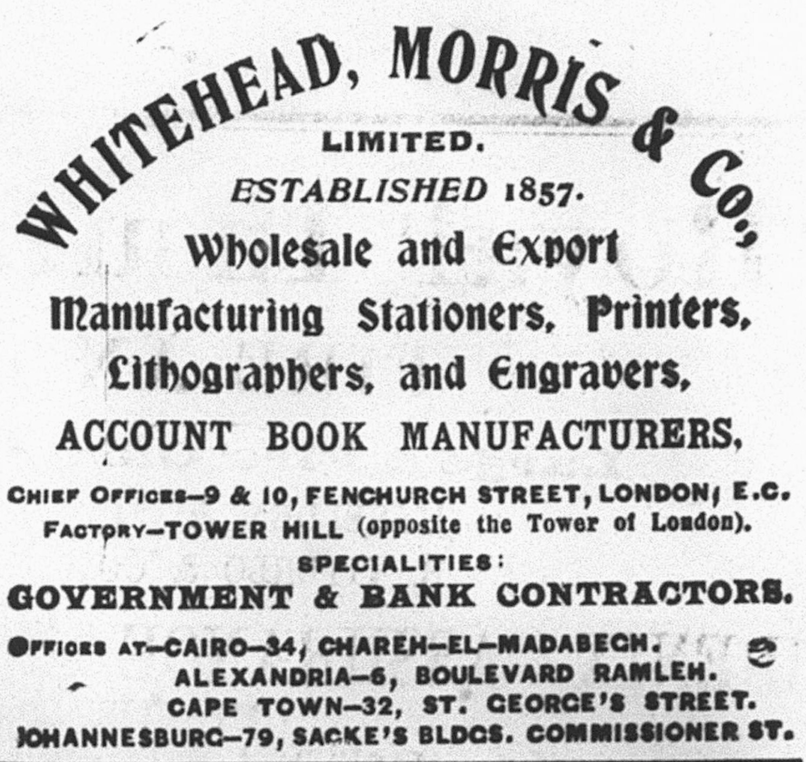 WHITEHEAD, MORRIS & Co.,
LIMITED.
ESTABLISHED 1857.
Wholesale and Export
Manufacturing Stationers, Printers,
Lithographers, and Engravers,
ACCOUNT BOOK MANUFACTURERS,
CHIEF OFFICES—9 & 10, FENCHURCH STREET, LONDON, E.C.
FACTORY—TOWER HILL (opposite the Tower of London).
SPECIALITIES:
GOVERNMENT & BANK CONTRACTORS.
OFFICES AT—CAIRO—34, CHAREH-EL-MADABEGH.
ALEXANDRIA—6, BOULEVARD RAMLEH.
CAPE TOWN—32, ST. GEORGE'S STREET.
JOHANNESBURG—79, SACKE'S BLDGS. COMMISSIONER ST.